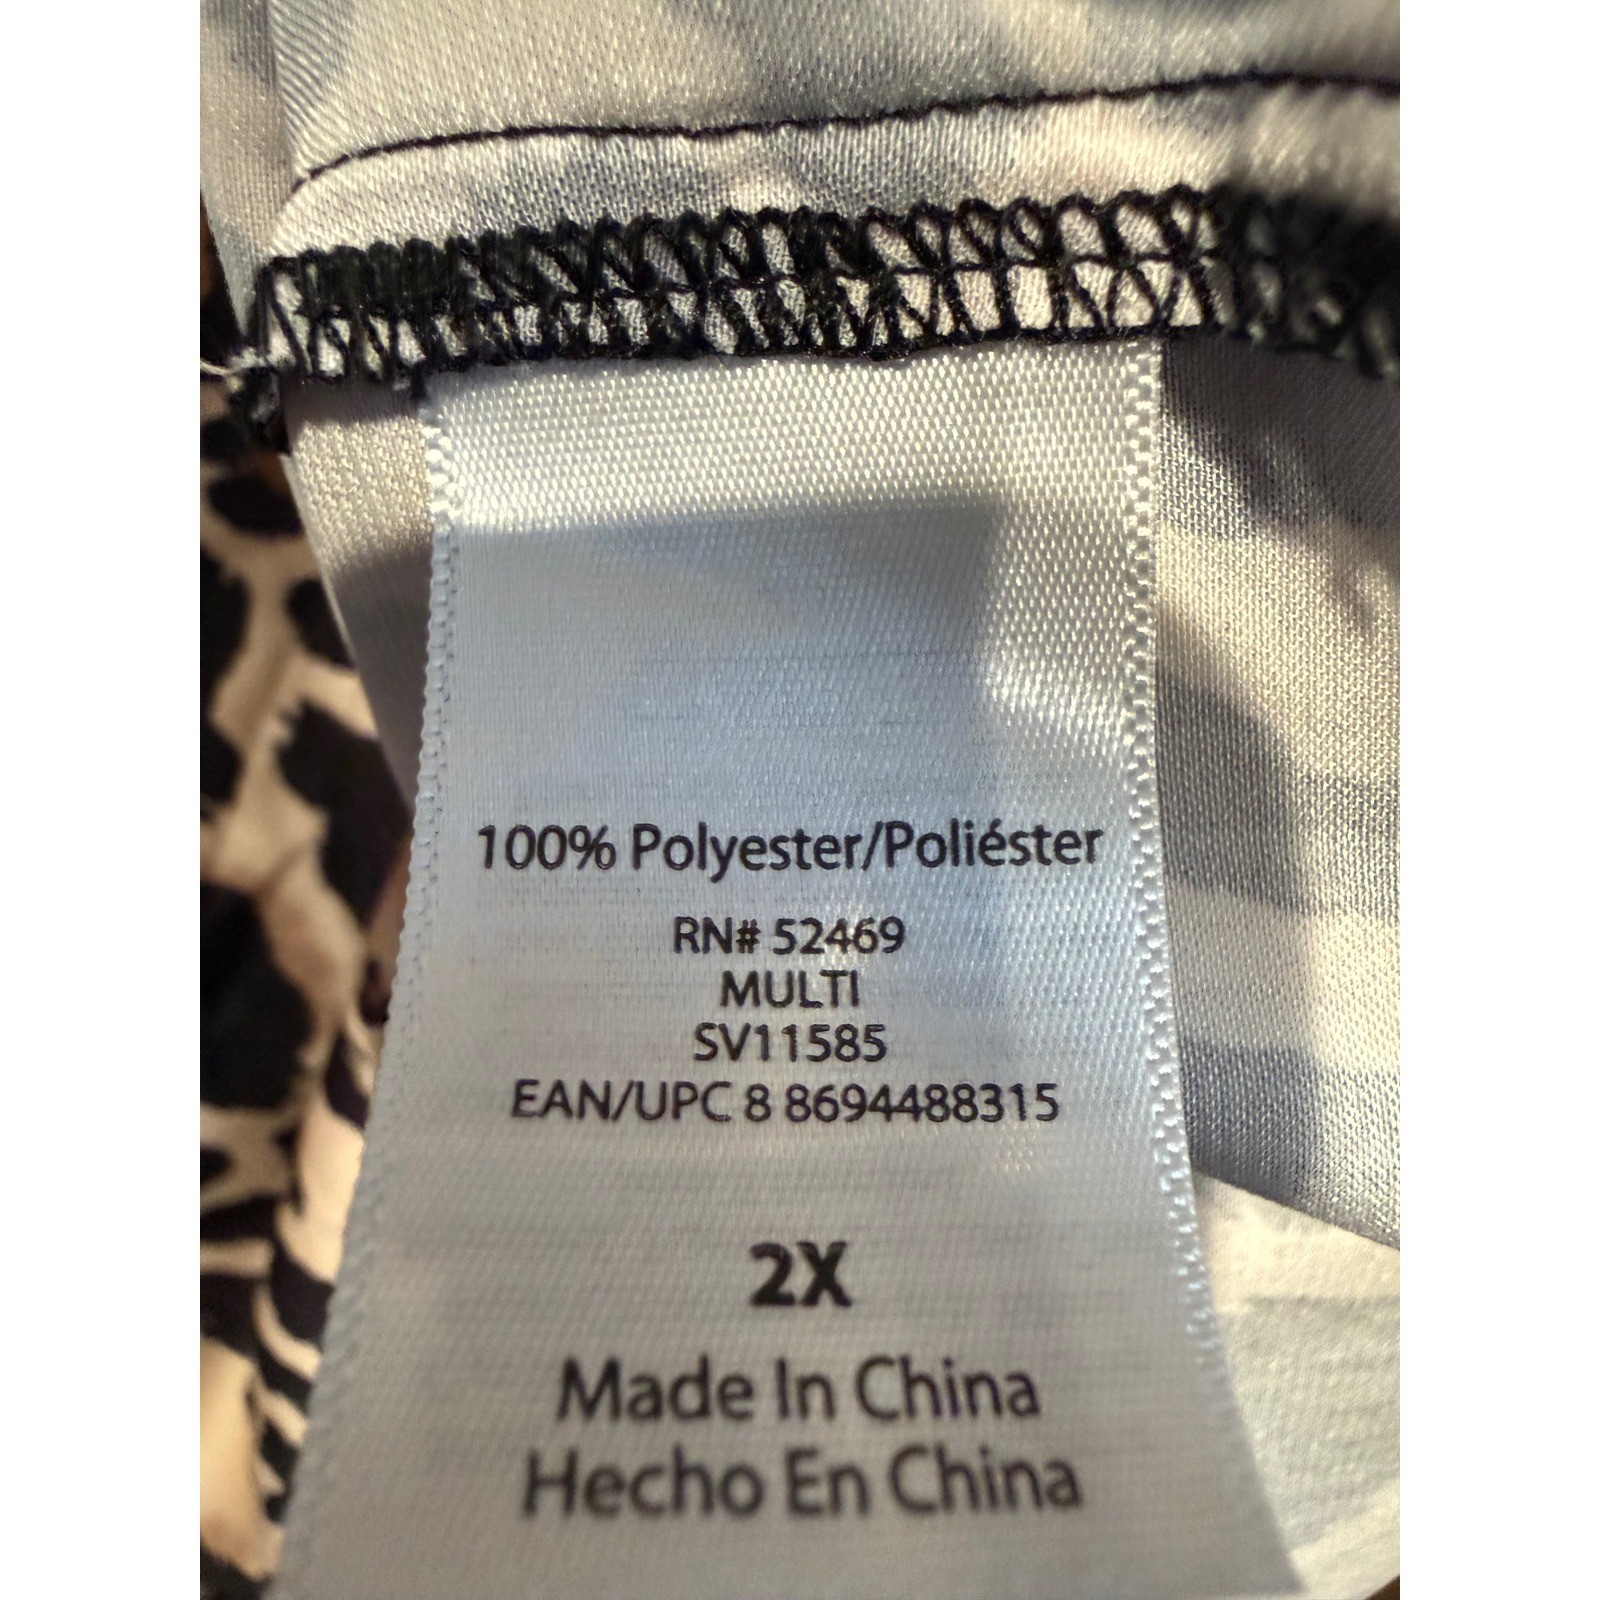 100% Polyester/Poliéster
RN# 52469
MULTI
SV11585
EAN/UPC 8 8694488315
2X
Made In China
Hecho En China